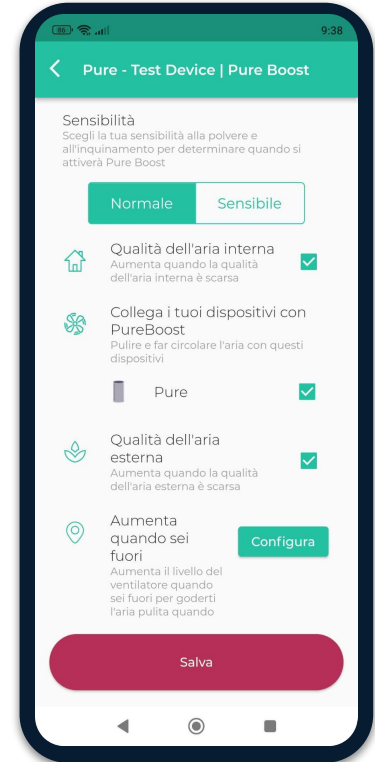 86
9:38
Pure - Test Device | Pure Boost
Sensibilità
Scegli la tua sensibilità alla polvere e
all'inquinamento per determinare quando si
attiverà Pure Boost
Normale
Sensibile
Qualità dell'aria interna
Aumenta quando la qualità
dell'aria interna è scarsa
Collega i tuoi dispositivi con
PureBoost
Pulire e far circolare l'aria con questi
dispositivi
Pure
Qualità dell'aria
esterna
Aumenta quando la qualità
dell'aria esterna è scarsa
Aumenta
quando sei
fuori
Configura
Aumenta il livello del
ventilatore quando
sei fuori per goderti
l'aria pulita quando
Salva